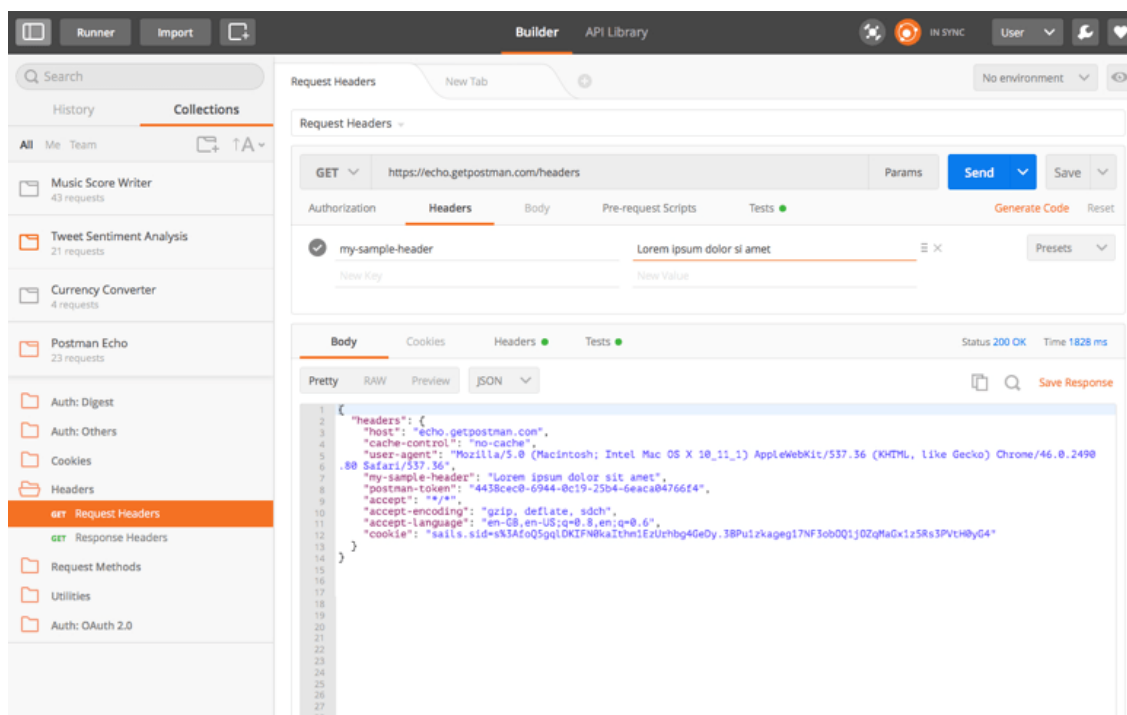 Runner Import Builder API Library IN SYNC User
Search
History Collections
All Me Team ↑A
Music Score Writer
43 requests
Tweet Sentiment Analysis
21 requests
Currency Converter
4 requests
Postman Echo
23 requests
Auth: Digest
Auth: Others
Cookies
Headers
GET Request Headers
GET Response Headers
Request Methods
Utilities
Auth: OAuth 2.0
Request Headers New Tab No environment
Request Headers
GET https://echo.getpostman.com/headers Params Send Save
Authorization Headers Body Pre-request Scripts Tests Generate Code Reset
my-sample-header Lorem ipsum dolor si amet Presets
New Key New Value
Body Cookies Headers Tests Status 200 OK Time 1828 ms
Pretty RAW Preview JSON Save Response
1 {
2 "headers": {
3 "host": "echo.getpostman.com",
4 "cache-control": "no-cache",
5 "user-agent": "Mozilla/5.0 (Macintosh; Intel Mac OS X 10_11_1) AppleWebKit/537.36 (KHTML, like Gecko) Chrome/46.0.2490
6 .80 Safari/537.36",
7 "my-sample-header": "Lorem ipsum dolor sit amet",
8 "postman-token": "4438cec0-6944-0c19-25b4-6eaca04766f4",
9 "accept": "*/*",
10 "accept-encoding": "gzip, deflate, sdch",
11 "accept-language": "en-GB,en-US;q=0.8,en;q=0.6",
12 "cookie":
13 }
14 }
15
16
17
18
19
20
21
22
23
24
25
26
27